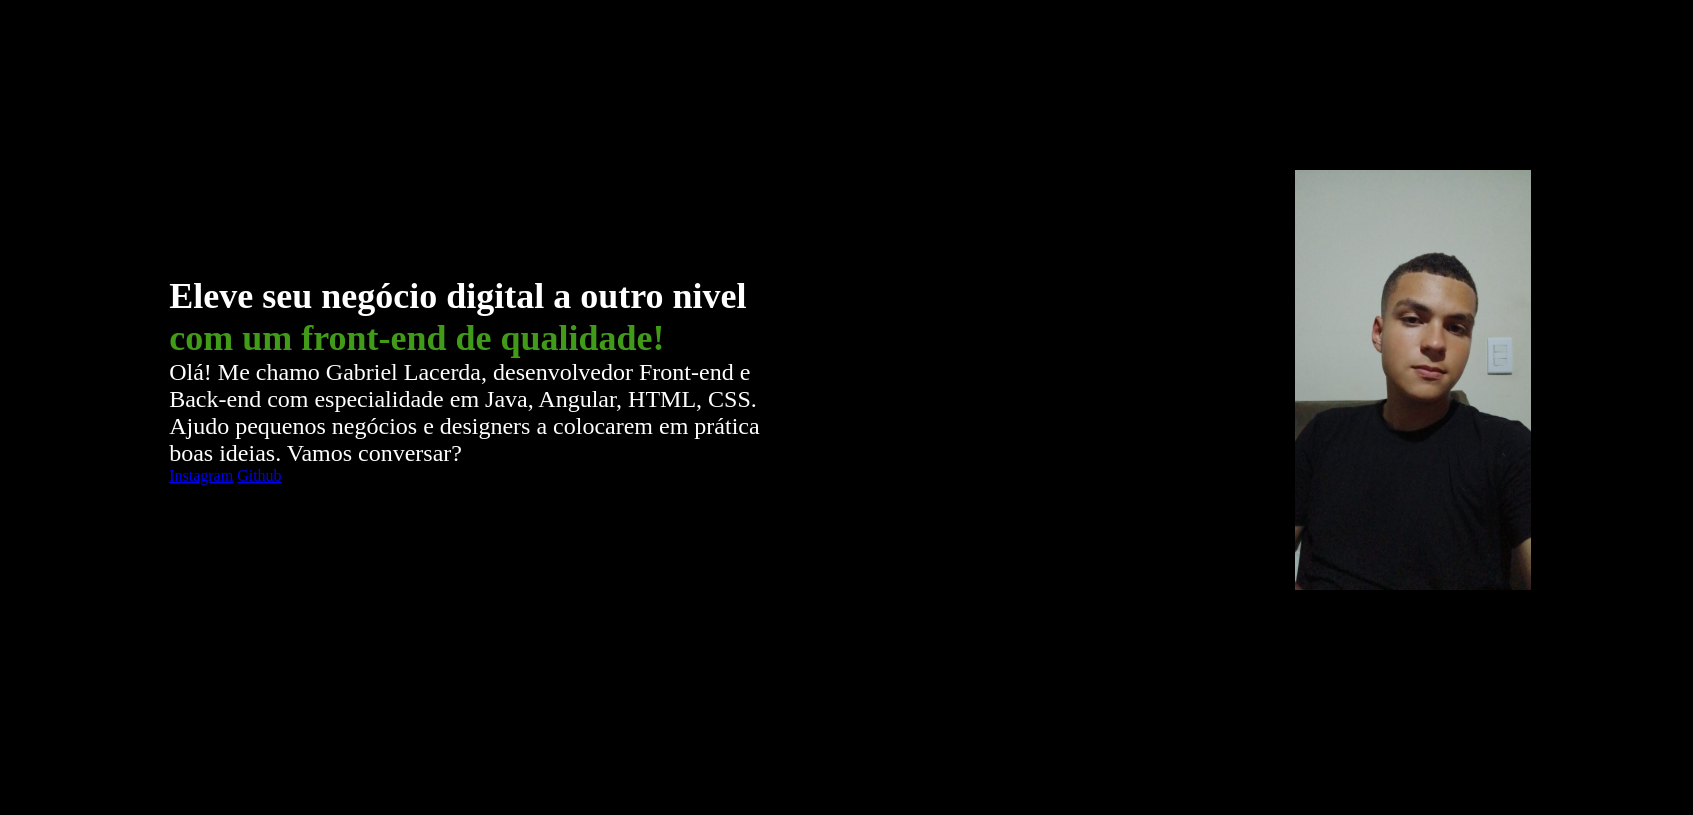 Eleve seu negócio digital a outro nivel
com um front-end de qualidade!
Olá! Me chamo Gabriel Lacerda, desenvolvedor Front-end e
Back-end com especialidade em Java, Angular, HTML, CSS.
Ajudo pequenos negócios e designers a colocarem em prática
boas ideias. Vamos conversar?
Instagram Github